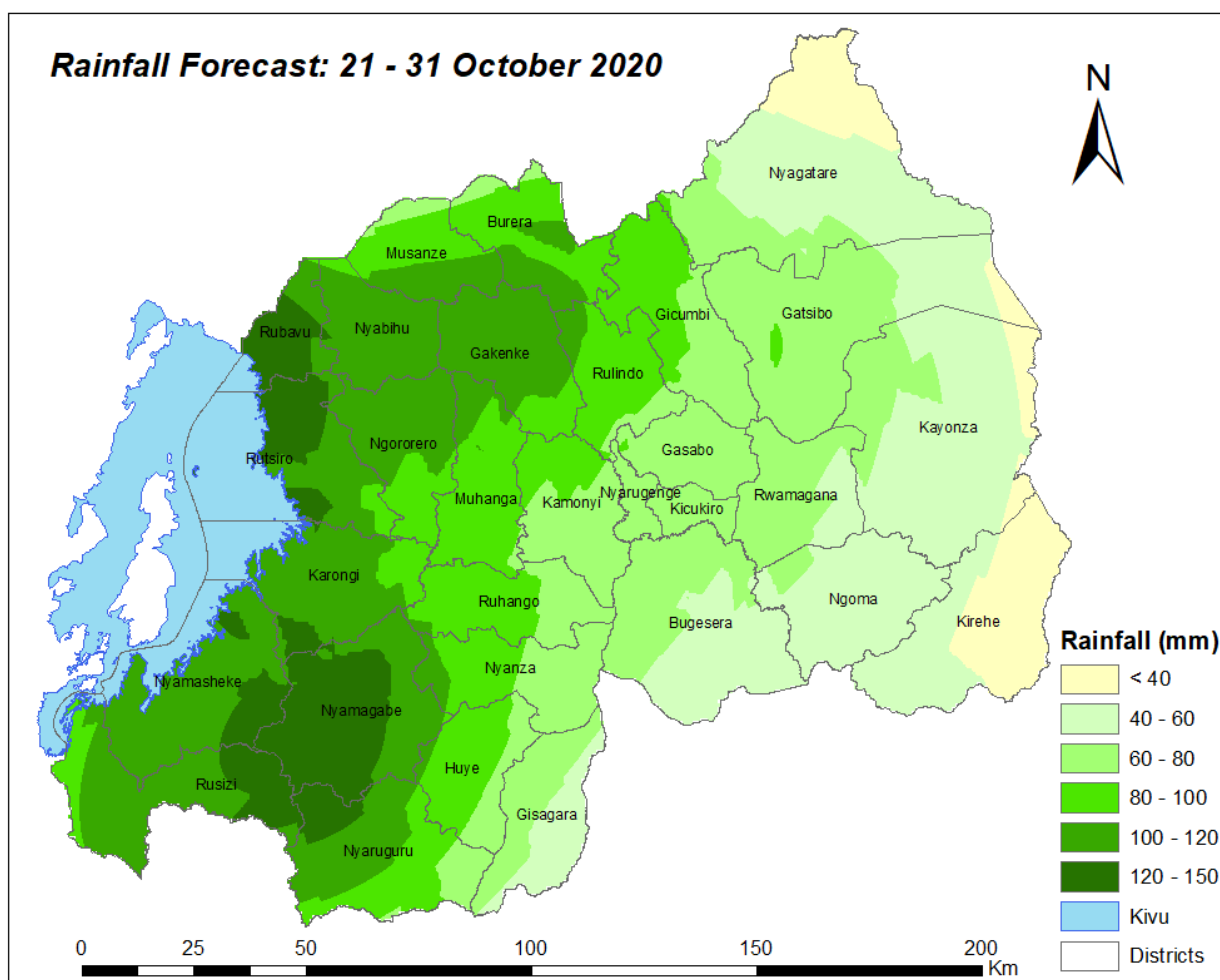 Rainfall Forecast: 21 - 31 October 2020
N
Nyagatare
Burera
Musanze
Rubavu
Nyabihu
Gakenke
Gicumbi
Gatsibo
Rulindo
Kayonza
Ngororero
Gasabo
Rutsiro
Muhanga
Kamonyi
Nyarugenge
Kicukiro
Rwamagana
Karongi
Ruhango
Ngoma
Bugesera
Kirehe
Nyanza
Nyamasheke
Nyamagabe
Huye
Rusizi
Gisagara
Nyaruguru
Rainfall (mm)
< 40
40 - 60
60 - 80
80 - 100
100 - 120
120 - 150
Kivu
Districts
0 25 50 100 150 200
Km